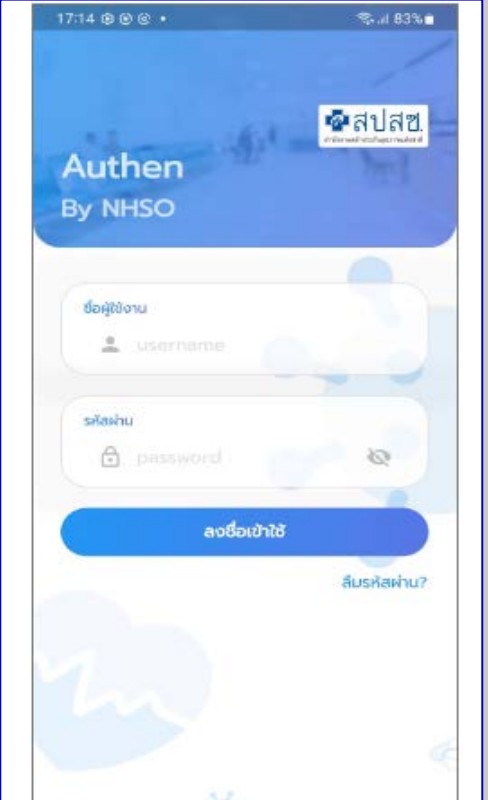 17:14
83%
สปสช.
Authen
By NHSO
ชื่อผู้ใช้งาน
username
รหัสผ่าน
password
ลงชื่อเข้าใช้
ลืมรหัสผ่าน?